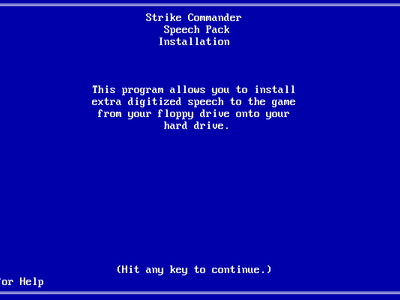 Strike Commander
Speech Pack
Installation
This program allows you to install
extra digitized speech to the game
from your floppy drive onto your
hard drive.
(Hit any key to continue.)
for Help